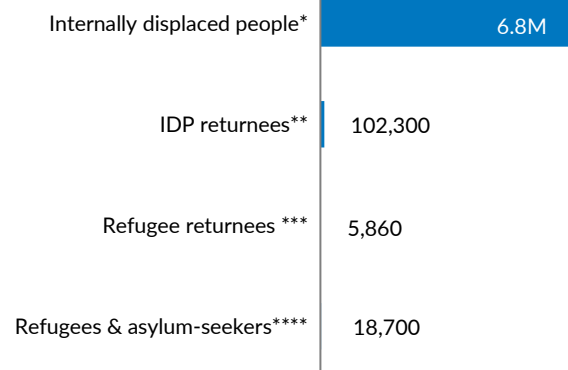 Internally displaced people* 6.8M
IDP returnees** 102,300
Refugee returnees *** 5,860
Refugees & asylum-seekers**** 18,700